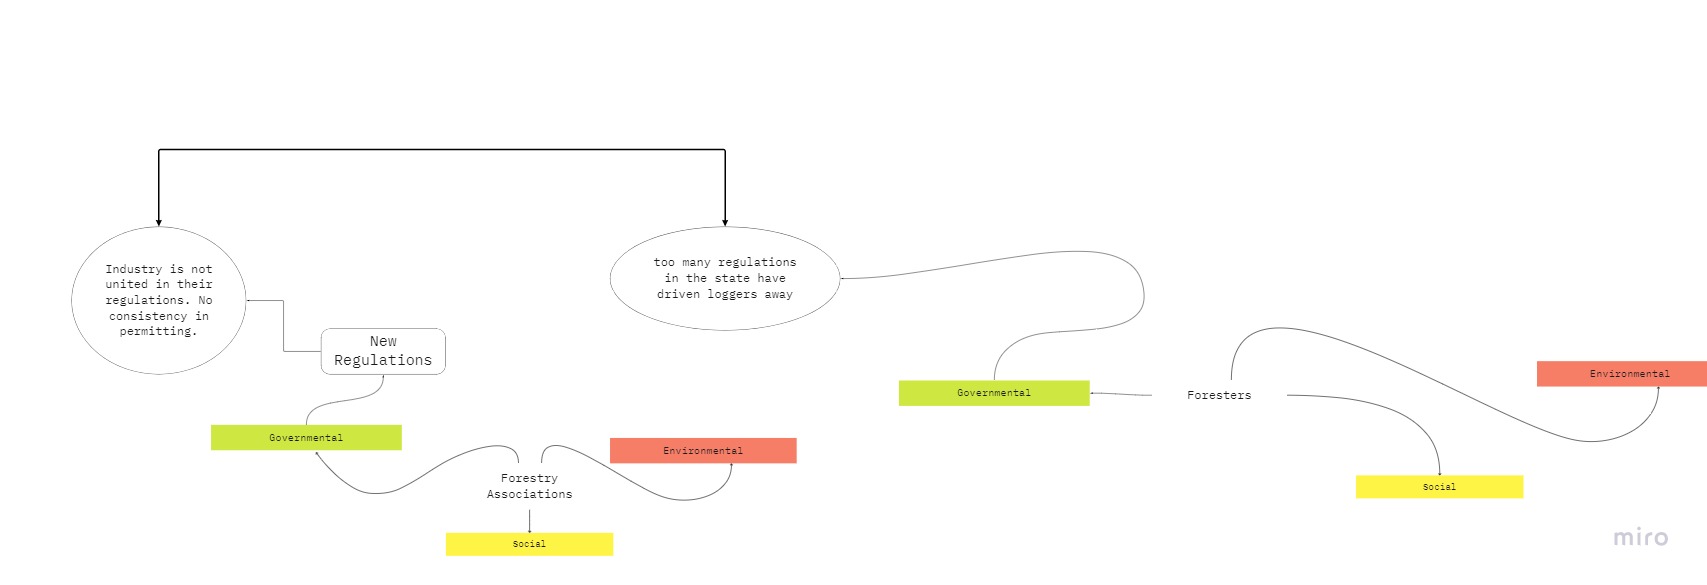 Industry is not
united in their
regulations. No
consistency in
permitting.
too many regulations
in the state have
driven loggers away
New
Regulations
Governmental
Forestry
Associations
Environmental
Social
Governmental
Foresters
Environmental
Social
miro